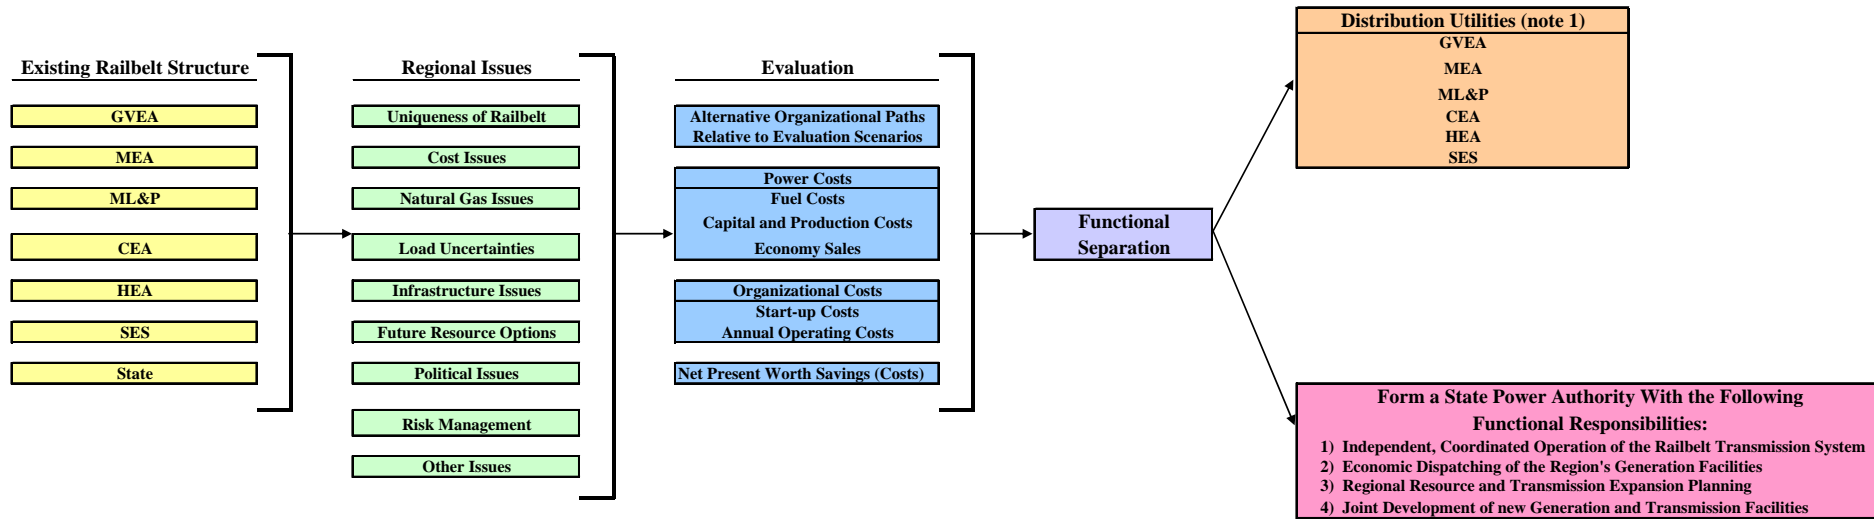 Existing Railbelt Structure
GVEA
MEA
ML&P
CEA
HEA
SES
State
Regional Issues
Uniqueness of Railbelt
Cost Issues
Natural Gas Issues
Load Uncertainties
Infrastructure Issues
Future Resource Options
Political Issues
Risk Management
Other Issues
Evaluation
Alternative Organizational Paths
Relative to Evaluation Scenarios
Power Costs
Fuel Costs
Capital and Production Costs
Economy Sales
Organizational Costs
Start-up Costs
Annual Operating Costs
Net Present Worth Savings (Costs)
Functional
Separation
Distribution Utilities (note 1)
GVEA
MEA
ML&P
CEA
HEA
SES
Form a State Power Authority With the Following
Functional Responsibilities:
1) Independent, Coordinated Operation of the Railbelt Transmission System
2) Economic Dispatching of the Region's Generation Facilities
3) Regional Resource and Transmission Expansion Planning
4) Joint Development of new Generation and Transmission Facilities